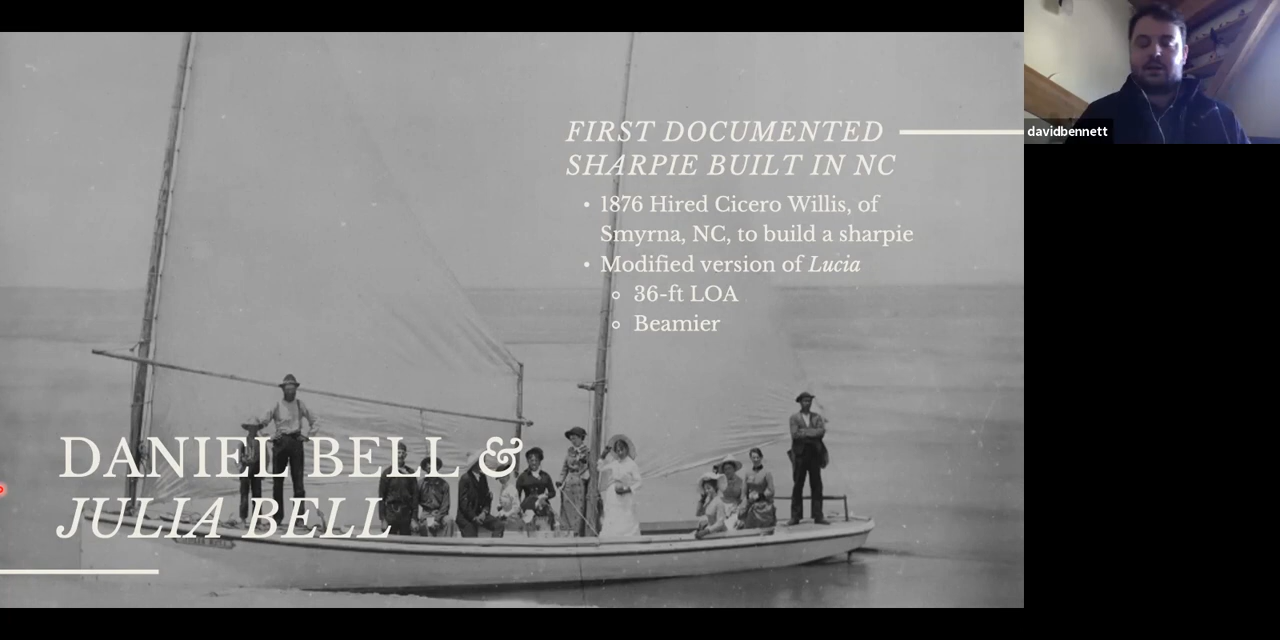 FIRST DOCUMENTED
SHARPIE BUILT IN NC
• 1876 Hired Cicero Willis, of
Smyrna, NC, to build a sharpie
• Modified version of Lucia
◦ 36-ft LOA
◦ Beamier
DANIEL BELL &
JULIA BELL
davidbennett